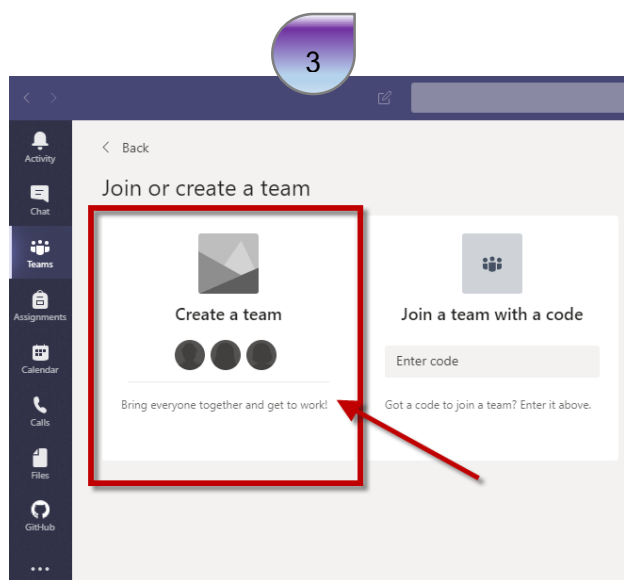 3
Activity
Chat
Teams
Assignments
Calendar
Calls
Files
GitHub
Back
Join or create a team
Create a team
Bring everyone together and get to work!
Join a team with a code
Enter code
Got a code to join a team? Enter it above.